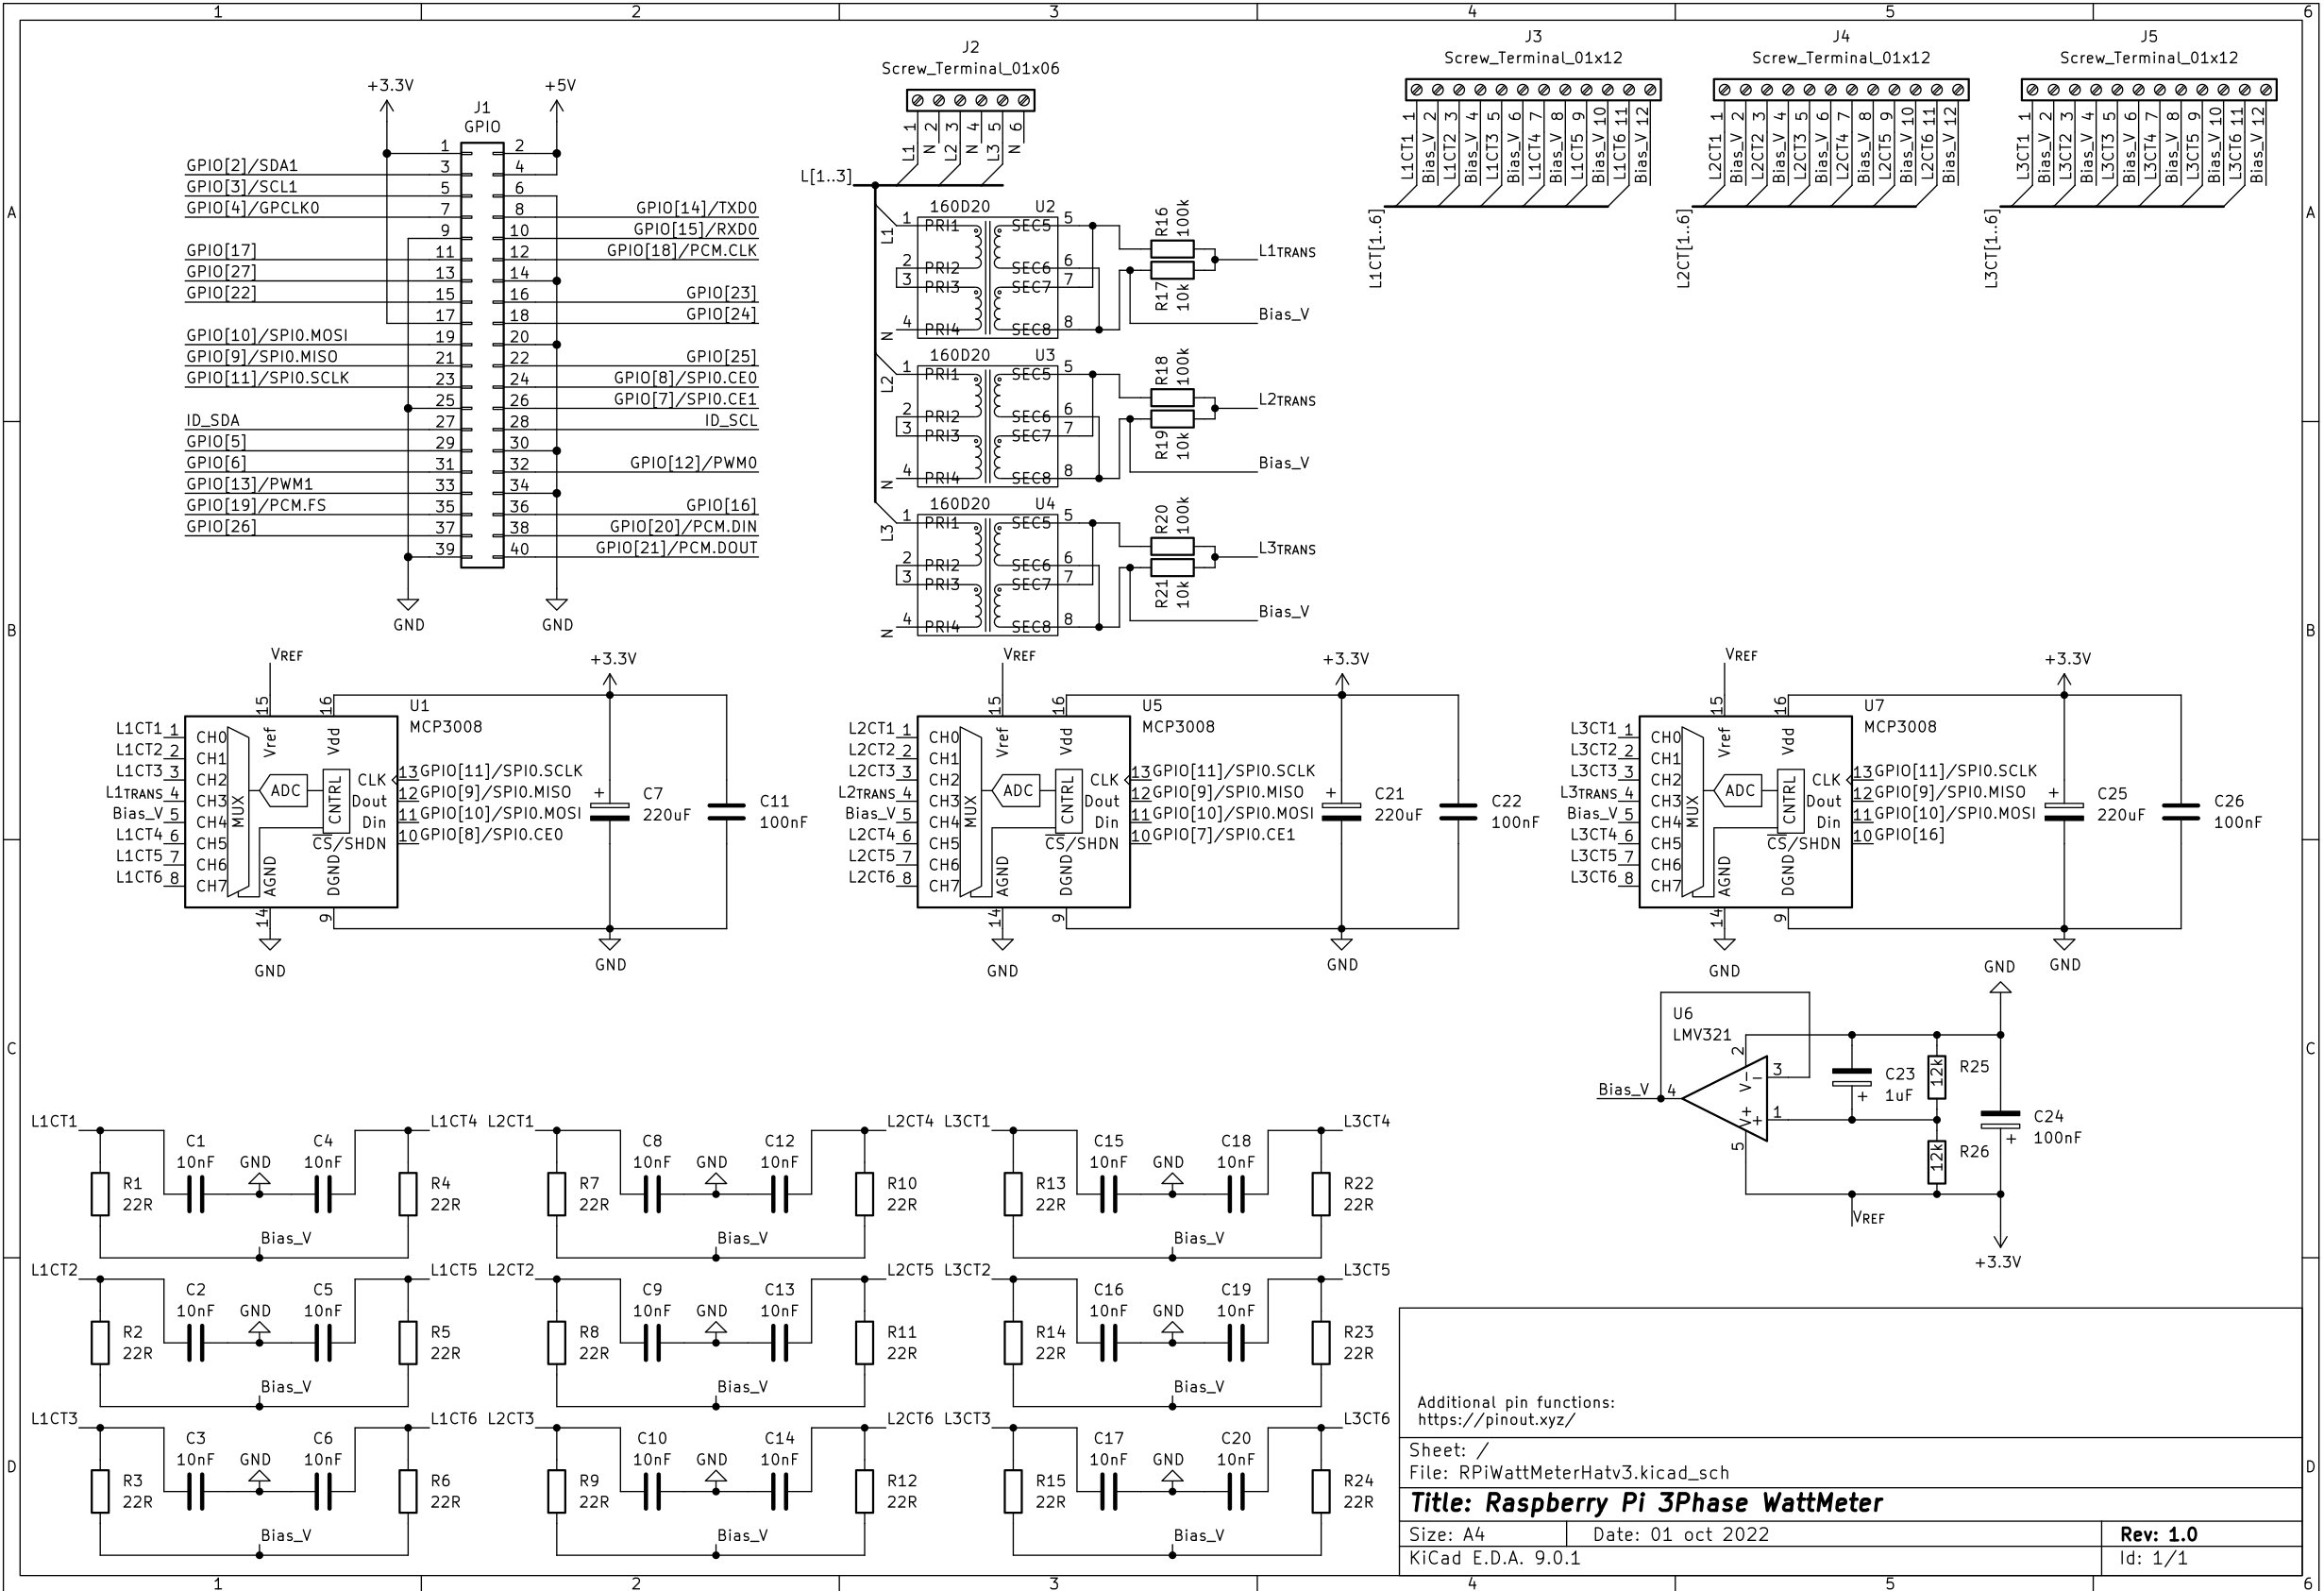 1 2 3 4 5 6
A A
B B
C C
D D
1 2 3 4 5 6
+3.3V
+5V
J1
GPIO
1 2
GPIO[2]/SDA1 3 4
GPIO[3]/SCL1 5 6
GPIO[4]/GPCLK0 7 8 GPIO[14]/TXD0
9 10 GPIO[15]/RXD0
GPIO[17] 11 12 GPIO[18]/PCM.CLK
GPIO[27] 13 14
GPIO[22] 15 16 GPIO[23]
17 18 GPIO[24]
GPIO[10]/SPI0.MOSI 19 20
GPIO[9]/SPI0.MISO 21 22 GPIO[25]
GPIO[11]/SPI0.SCLK 23 24 GPIO[8]/SPI0.CE0
25 26 GPIO[7]/SPI0.CE1
ID_SDA 27 28 ID_SCL
GPIO[5] 29 30
GPIO[6] 31 32 GPIO[12]/PWM0
GPIO[13]/PWM1 33 34
GPIO[19]/PCM.FS 35 36 GPIO[16]
GPIO[26] 37 38 GPIO[20]/PCM.DIN
39 40 GPIO[21]/PCM.DOUT
GND
GND
J2
Screw_Terminal_01x06
L1 1
N 2
L2 3
N 4
L3 5
N 6
L[1..3]
160D20 U2
L1 1 PRI1 SEC5 5
2 PRI2 SEC6 6
3 PRI3 SEC7 7
N 4 PRI4 SEC8 8
R16 100k
R17 10k
L1TRANS
Bias_V
160D20 U3
L2 1 PRI1 SEC5 5
2 PRI2 SEC6 6
3 PRI3 SEC7 7
N 4 PRI4 SEC8 8
R18 100k
R19 10k
L2TRANS
Bias_V
160D20 U4
L3 1 PRI1 SEC5 5
2 PRI2 SEC6 6
3 PRI3 SEC7 7
N 4 PRI4 SEC8 8
R20 100k
R21 10k
L3TRANS
Bias_V
J3
Screw_Terminal_01x12
L1CT1 1
Bias_V 2
L1CT2 3
Bias_V 4
L1CT3 5
Bias_V 6
L1CT4 7
Bias_V 8
L1CT5 9
Bias_V 10
L1CT6 11
Bias_V 12
L1CT[1..6]
J4
Screw_Terminal_01x12
L2CT1 1
Bias_V 2
L2CT2 3
Bias_V 4
L2CT3 5
Bias_V 6
L2CT4 7
Bias_V 8
L2CT5 9
Bias_V 10
L2CT6 11
Bias_V 12
L2CT[1..6]
J5
Screw_Terminal_01x12
L3CT1 1
Bias_V 2
L3CT2 3
Bias_V 4
L3CT3 5
Bias_V 6
L3CT4 7
Bias_V 8
L3CT5 9
Bias_V 10
L3CT6 11
Bias_V 12
L3CT[1..6]
VREF
+3.3V
15 16
U1
MCP3008
Vref Vdd
L1CT1 1 CH0
L1CT2 2 CH1
L1CT3 3 CH2 CLK 13 GPIO[11]/SPI0.SCLK
L1TRANS 4 CH3 Dout 12 GPIO[9]/SPI0.MISO
Bias_V 5 CH4 Din 11 GPIO[10]/SPI0.MOSI
L1CT4 6 CH5 CS/SHDN 10 GPIO[8]/SPI0.CE0
L1CT5 7 CH6
L1CT6 8 CH7
MUX ADC CNTRL
AGND DGND
14 9
GND
+ C7
220uF
C11
100nF
GND
VREF
+3.3V
15 16
U5
MCP3008
Vref Vdd
L2CT1 1 CH0
L2CT2 2 CH1
L2CT3 3 CH2 CLK 13 GPIO[11]/SPI0.SCLK
L2TRANS 4 CH3 Dout 12 GPIO[9]/SPI0.MISO
Bias_V 5 CH4 Din 11 GPIO[10]/SPI0.MOSI
L2CT4 6 CH5 CS/SHDN 10 GPIO[7]/SPI0.CE1
L2CT5 7 CH6
L2CT6 8 CH7
MUX ADC CNTRL
AGND DGND
14 9
GND
+ C21
220uF
C22
100nF
GND
VREF
+3.3V
15 16
U7
MCP3008
Vref Vdd
L3CT1 1 CH0
L3CT2 2 CH1
L3CT3 3 CH2 CLK 13 GPIO[11]/SPI0.SCLK
L3TRANS 4 CH3 Dout 12 GPIO[9]/SPI0.MISO
Bias_V 5 CH4 Din 11 GPIO[10]/SPI0.MOSI
L3CT4 6 CH5 CS/SHDN 10 GPIO[16]
L3CT5 7 CH6
L3CT6 8 CH7
MUX ADC CNTRL
AGND DGND
14 9
GND
+ C25
220uF
C26
100nF
GND
GND
U6
LMV321
2 V- - 3
Bias_V 4
5 V+ + 1
C23
1uF
+
12k R25
12k R26
C24
100nF
+
VREF
+3.3V
L1CT1 L1CT4
C1 C4
10nF GND 10nF
R1 R4
22R 22R
Bias_V
L2CT1 L2CT4
C8 C12
10nF GND 10nF
R7 R10
22R 22R
Bias_V
L3CT1 L3CT4
C15 C18
10nF GND 10nF
R13 R22
22R 22R
Bias_V
L1CT2 L1CT5
C2 C5
10nF GND 10nF
R2 R5
22R 22R
Bias_V
L2CT2 L2CT5
C9 C13
10nF GND 10nF
R8 R11
22R 22R
Bias_V
L3CT2 L3CT5
C16 C19
10nF GND 10nF
R14 R23
22R 22R
Bias_V
L1CT3 L1CT6
C3 C6
10nF GND 10nF
R3 R6
22R 22R
Bias_V
L2CT3 L2CT6
C10 C14
10nF GND 10nF
R9 R12
22R 22R
Bias_V
L3CT3 L3CT6
C17 C20
10nF GND 10nF
R15 R24
22R 22R
Bias_V
Additional pin functions:
https://pinout.xyz/
Sheet: /
File: RPiWattMeterHatv3.kicad_sch
Title: Raspberry Pi 3Phase WattMeter
Size: A4 Date: 01 oct 2022 Rev: 1.0
KiCad E.D.A. 9.0.1 Id: 1/1